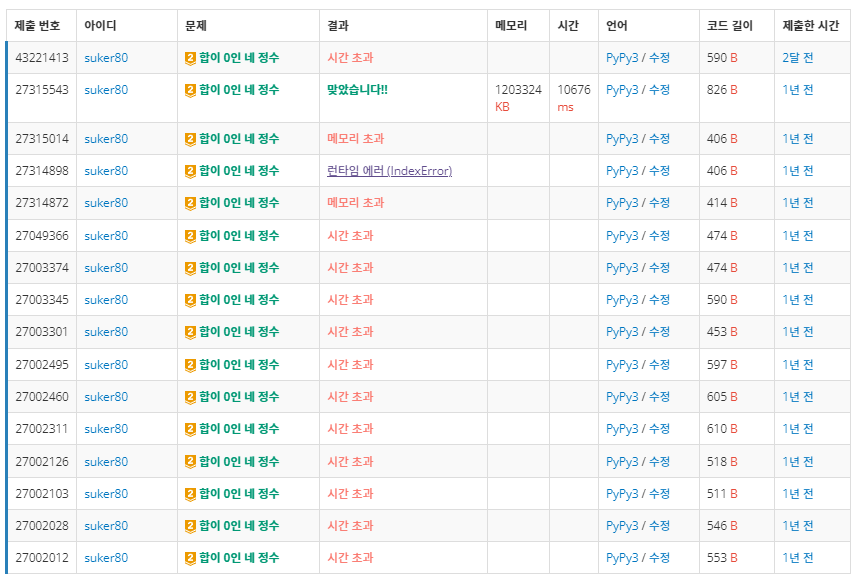 제출 번호 아이디 문제 결과 메모리 시간 언어 코드 길이 제출한 시간
43221413 suker80 2 합이 0인 네 정수 시간 초과 PyPy3 / 수정 590 B 2달 전
27315543 suker80 2 합이 0인 네 정수 맞았습니다!! 1203324 KB 10676 ms PyPy3 / 수정 826 B 1년 전
27315014 suker80 2 합이 0인 네 정수 메모리 초과 PyPy3 / 수정 406 B 1년 전
27314898 suker80 2 합이 0인 네 정수 런타임 에러 (IndexError) PyPy3 / 수정 406 B 1년 전
27314872 suker80 2 합이 0인 네 정수 메모리 초과 PyPy3 / 수정 414 B 1년 전
27049366 suker80 2 합이 0인 네 정수 시간 초과 PyPy3 / 수정 474 B 1년 전
27003374 suker80 2 합이 0인 네 정수 시간 초과 PyPy3 / 수정 474 B 1년 전
27003345 suker80 2 합이 0인 네 정수 시간 초과 PyPy3 / 수정 590 B 1년 전
27003301 suker80 2 합이 0인 네 정수 시간 초과 PyPy3 / 수정 453 B 1년 전
27002495 suker80 2 합이 0인 네 정수 시간 초과 PyPy3 / 수정 597 B 1년 전
27002460 suker80 2 합이 0인 네 정수 시간 초과 PyPy3 / 수정 605 B 1년 전
27002311 suker80 2 합이 0인 네 정수 시간 초과 PyPy3 / 수정 610 B 1년 전
27002126 suker80 2 합이 0인 네 정수 시간 초과 PyPy3 / 수정 518 B 1년 전
27002103 suker80 2 합이 0인 네 정수 시간 초과 PyPy3 / 수정 511 B 1년 전
27002028 suker80 2 합이 0인 네 정수 시간 초과 PyPy3 / 수정 546 B 1년 전
27002012 suker80 2 합이 0인 네 정수 시간 초과 PyPy3 / 수정 553 B 1년 전